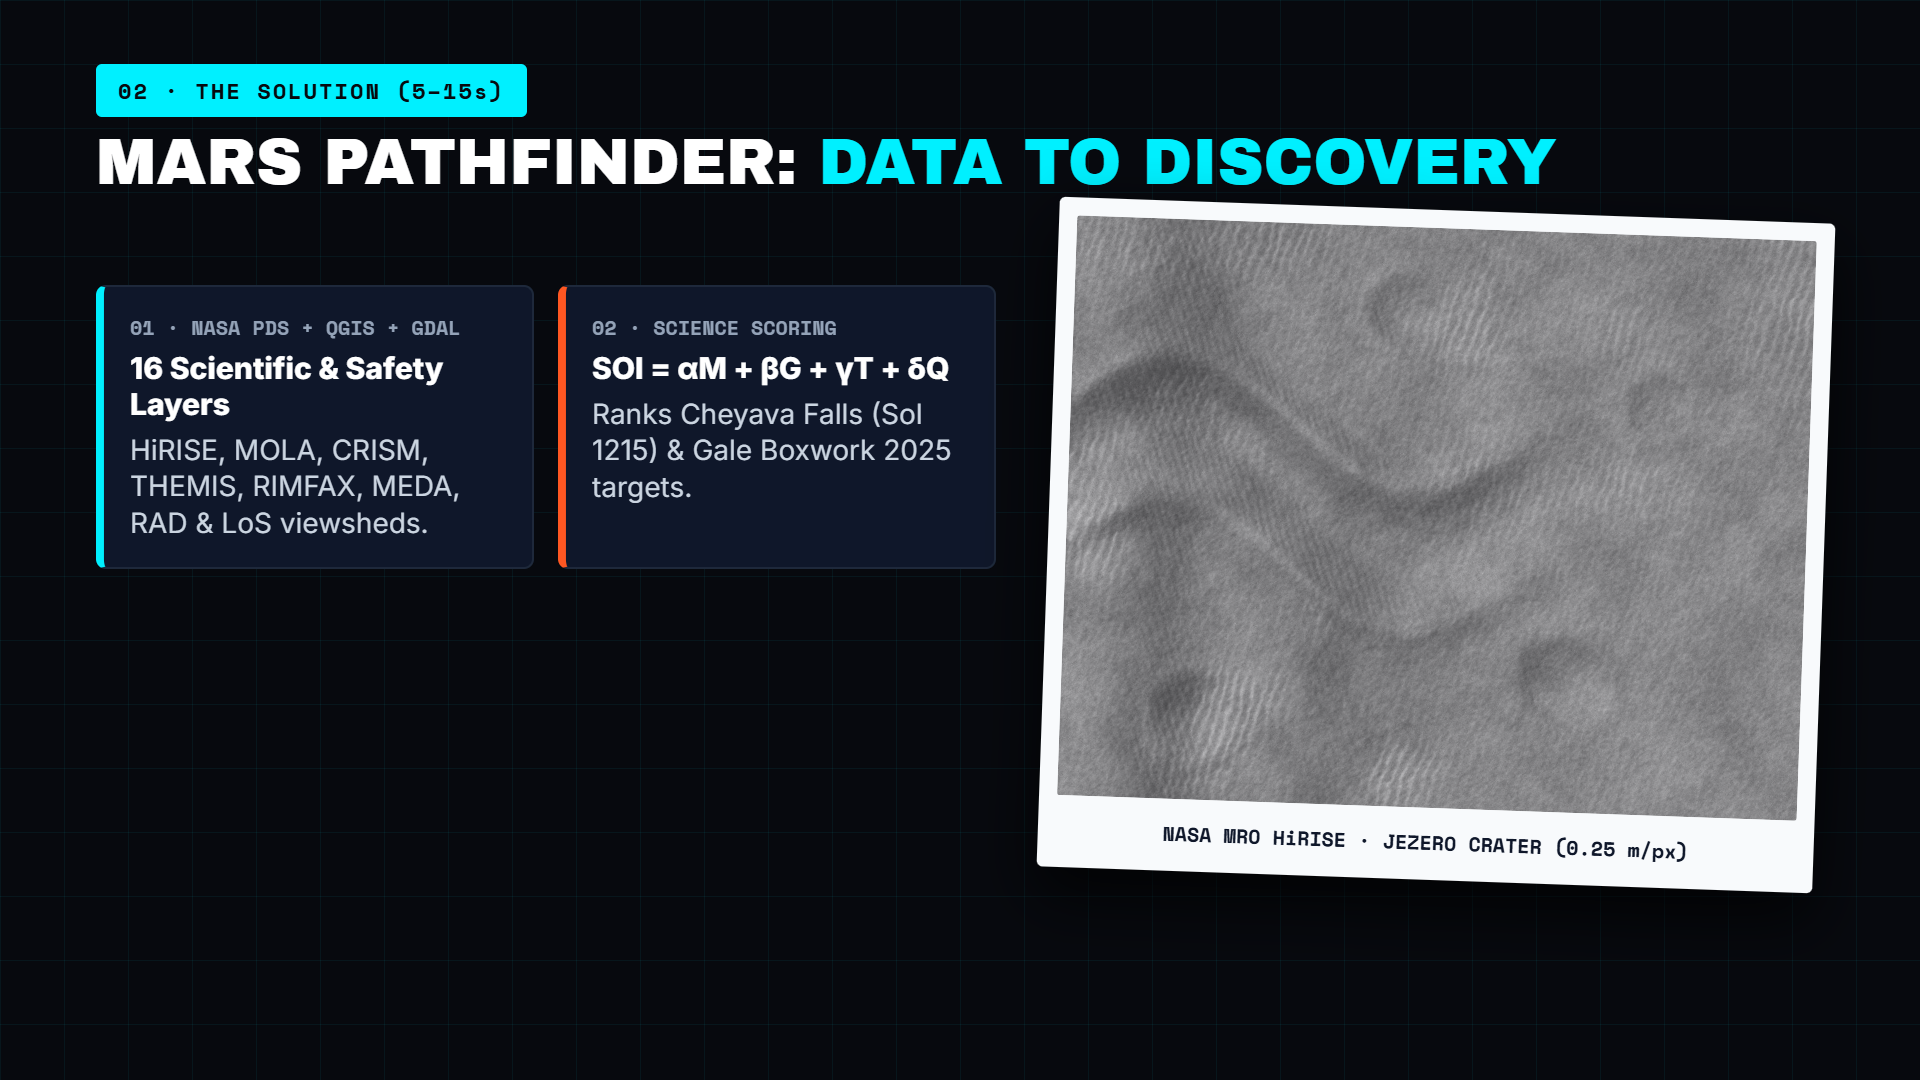 02 · THE SOLUTION (5–15s)
MARS PATHFINDER: DATA TO DISCOVERY
01 · NASA PDS + QGIS + GDAL
16 Scientific & Safety
Layers
HiRISE, MOLA, CRISM,
THEMIS, RIMFAX, MEDA,
RAD & LoS viewsheds.
02 · SCIENCE SCORING
SOI = αM + βG + γT + δQ
Ranks Cheyava Falls (Sol
1215) & Gale Boxwork 2025
targets.
NASA MRO HiRISE · JEZERO CRATER (0.25 m/px)